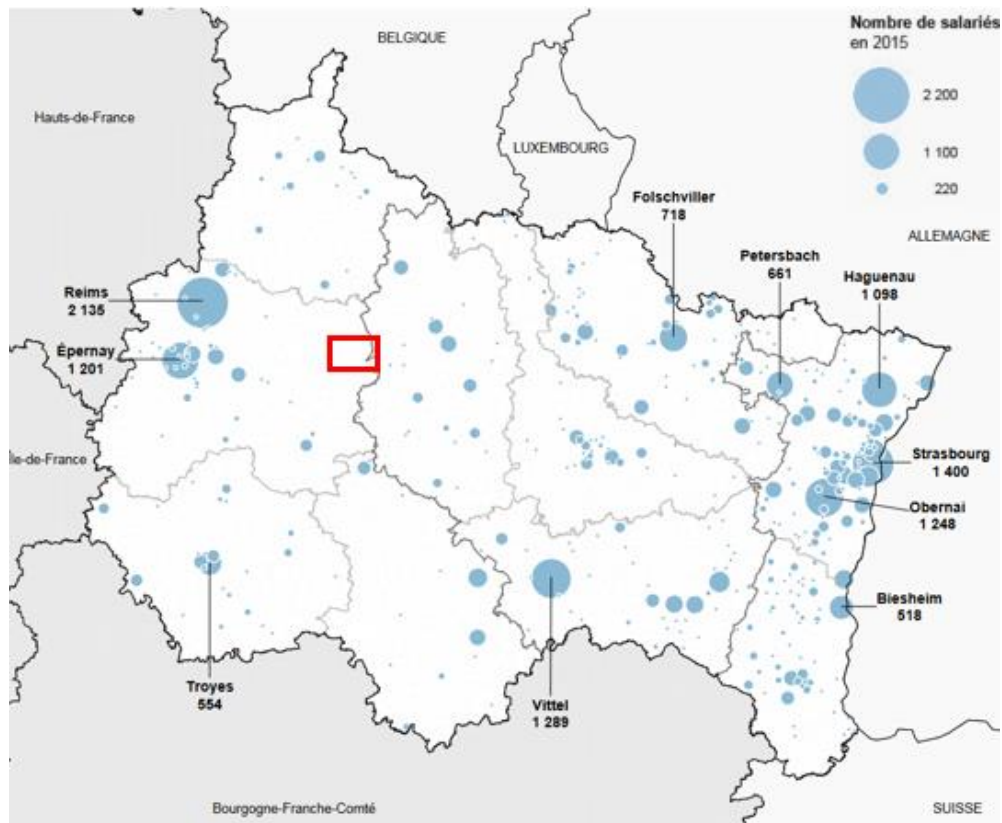 Nombre de salariés
en 2015
2 200
1 100
220
BELGIQUE
Hauts-de-France
LUXEMBOURG
Folschviller
718
ALLEMAGNE
Petersbach
661
Haguenau
1 098
Reims
2 135
Épernay
1 201
lle-de-France
Strasbourg
1 400
Obernai
1 248
Biesheim
518
Troyes
554
Vittel
1 289
Bourgogne-Franche-Comté
SUISSE